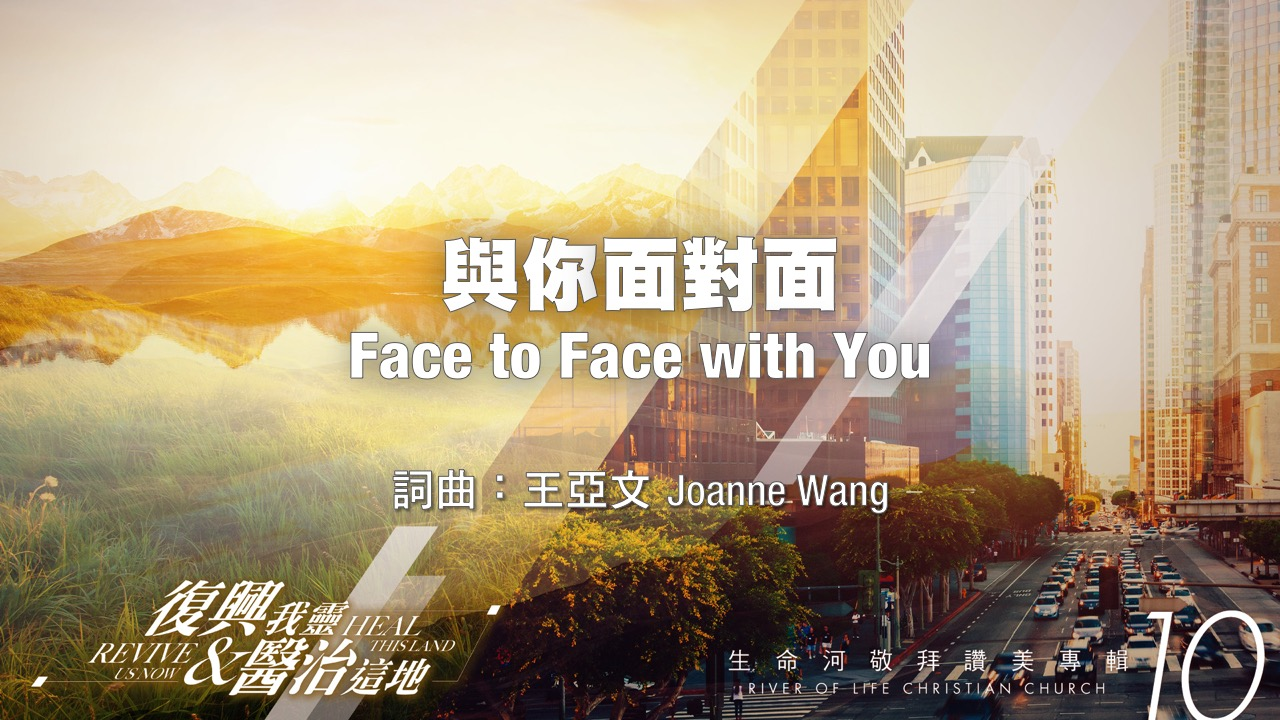 與你面對面
Face to Face with You
詞曲：王亞文 Joanne Wang
復興我靈 HEAL
REVIVE THIS LAND
US NOW & 醫治這地
生命河敬拜讚美專輯 10
RIVER OF LIFE CHRISTIAN CHURCH